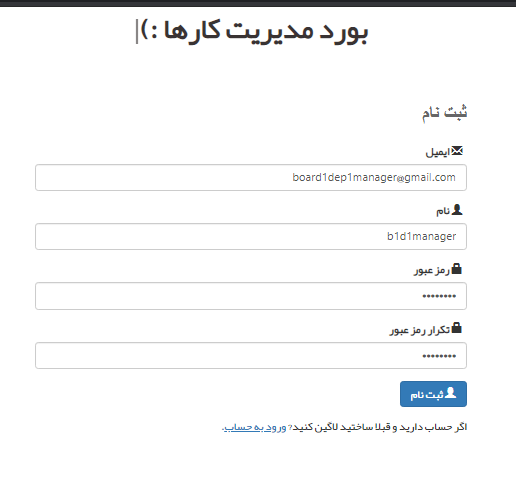 بورد مدیریت کارها :)|
ثبت نام
ایمیل
board1dep1manager@gmail.com
نام
b1d1manager
رمز عبور
••••••••
تکرار رمز عبور
••••••••
ثبت نام
اگر حساب دارید و قبلا ساختید لاگین کنید? ورود به حساب.